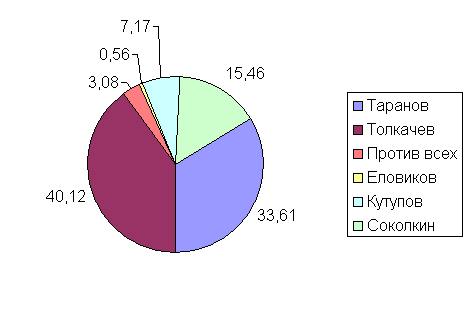 7,17
0,56
3,08
15,46
40,12
33,61
Таранов
Толкачев
Против всех
Еловиков
Кутупов
Соколкин